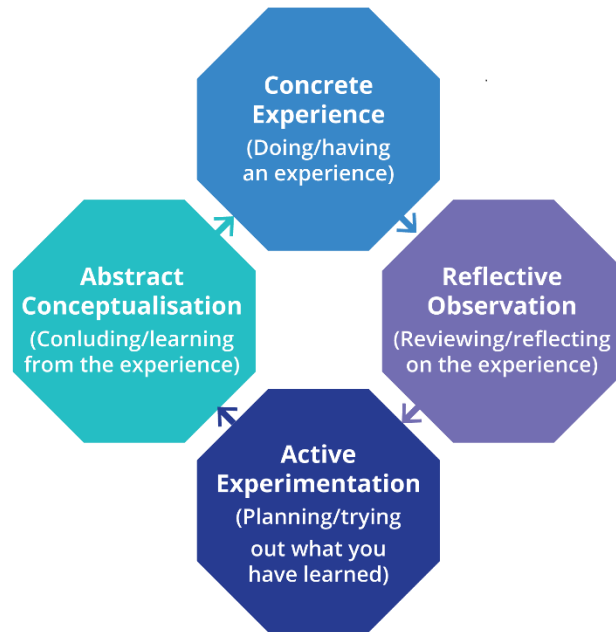 Concrete
Experience
(Doing/having
an experience)
Reflective
Observation
(Reviewing/reflecting
on the experience)
Active
Experimentation
(Planning/trying
out what you
have learned)
Abstract
Conceptualisation
(Conluding/learning
from the experience)